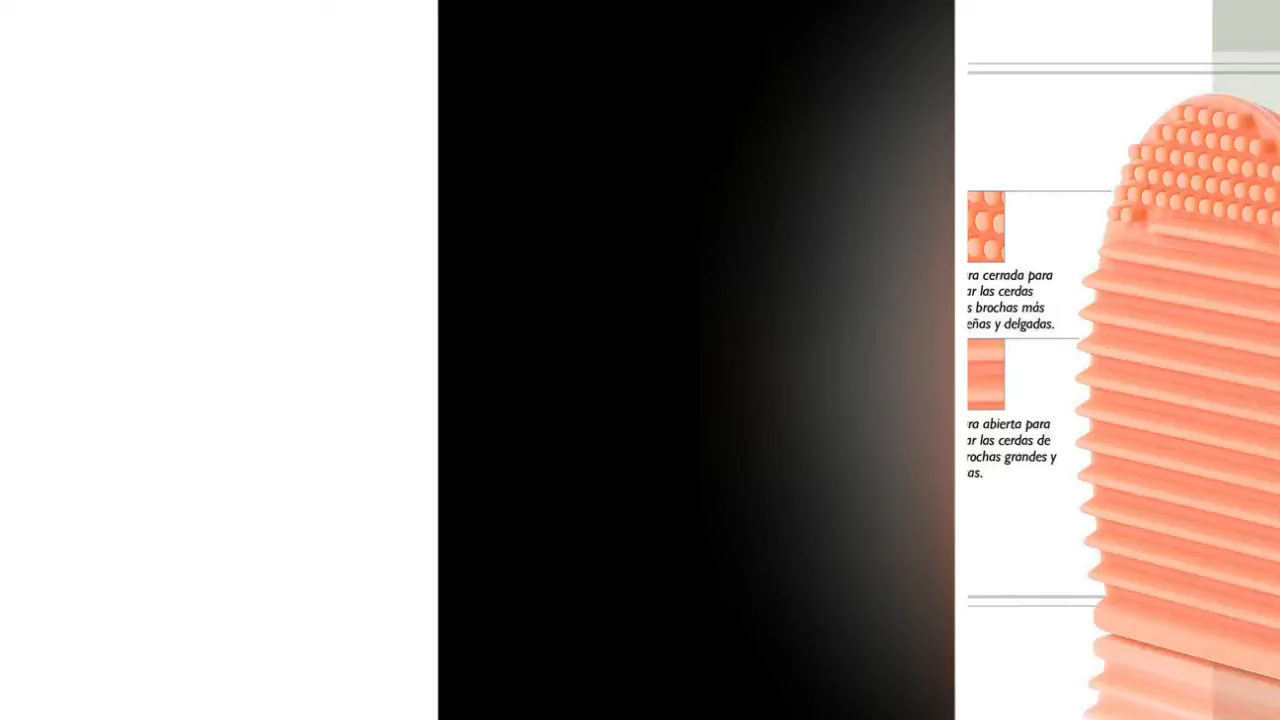 ra cerrada para
ar las cerdas
s brochas más
eñas y delgadas.
ra abierta para
ar las cerdas de
rochas grandes y
as.